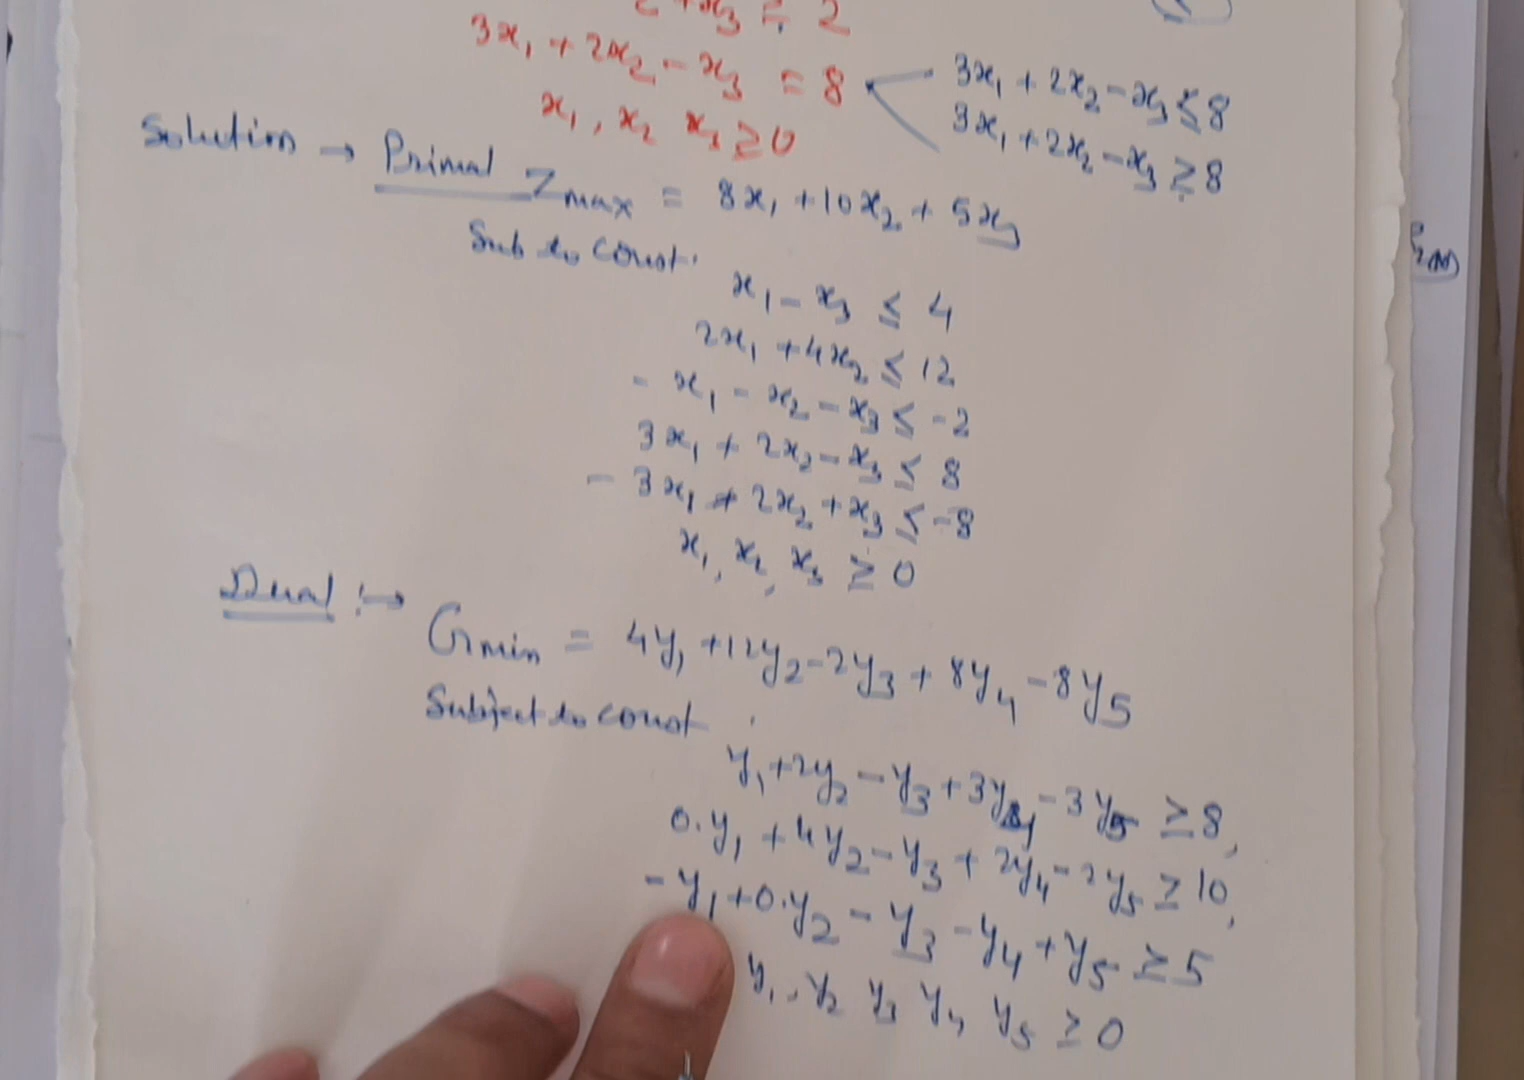 2 + x3 ≥ 2
3x1 + 2x2 - x3 = 8
3x1 + 2x2 - x3 ≤ 8
3x1 + 2x2 - x3 ≥ 8
x1, x2 x3 ≥ 0
Solution → Primal Zmax = 8x1 + 10x2 + 5x3
Sub to const.
x1 - x3 ≤ 4
2x1 + 4x2 ≤ 12
- x1 - x2 - x3 ≤ -2
3x1 + 2x2 - x3 ≤ 8
- 3x1 - 2x2 + x3 ≤ -8
x1, x2, x3 ≥ 0
Dual :→
Gmin = 4y1 + 12y2 - 2y3 + 8y4 - 8y5
Subject to const
y1 + 2y2 - y3 + 3y4 - 3y5 ≥ 8,
0.y1 + 4y2 - y3 + 2y4 - 2y5 ≥ 10,
- y1 + 0.y2 - y3 - y4 + y5 ≥ 5
y1, y2 y3 y4 y5 ≥ 0